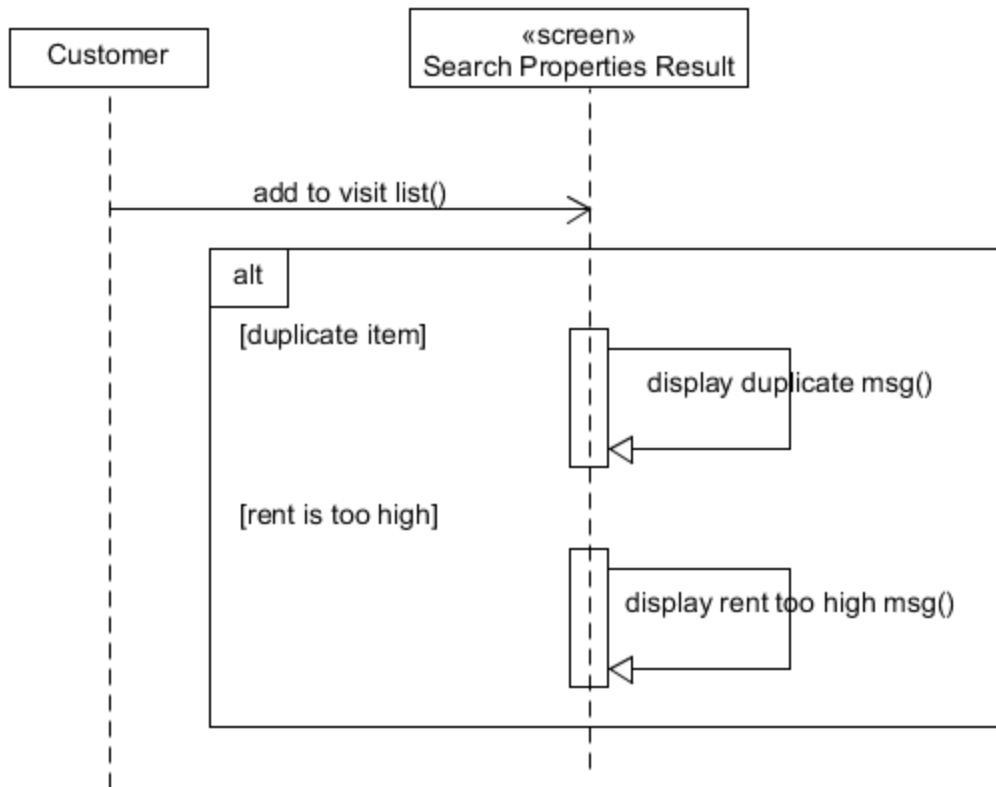 Customer
«screen»
Search Properties Result
add to visit list()
alt
[duplicate item]
display duplicate msg()
[rent is too high]
display rent too high msg()